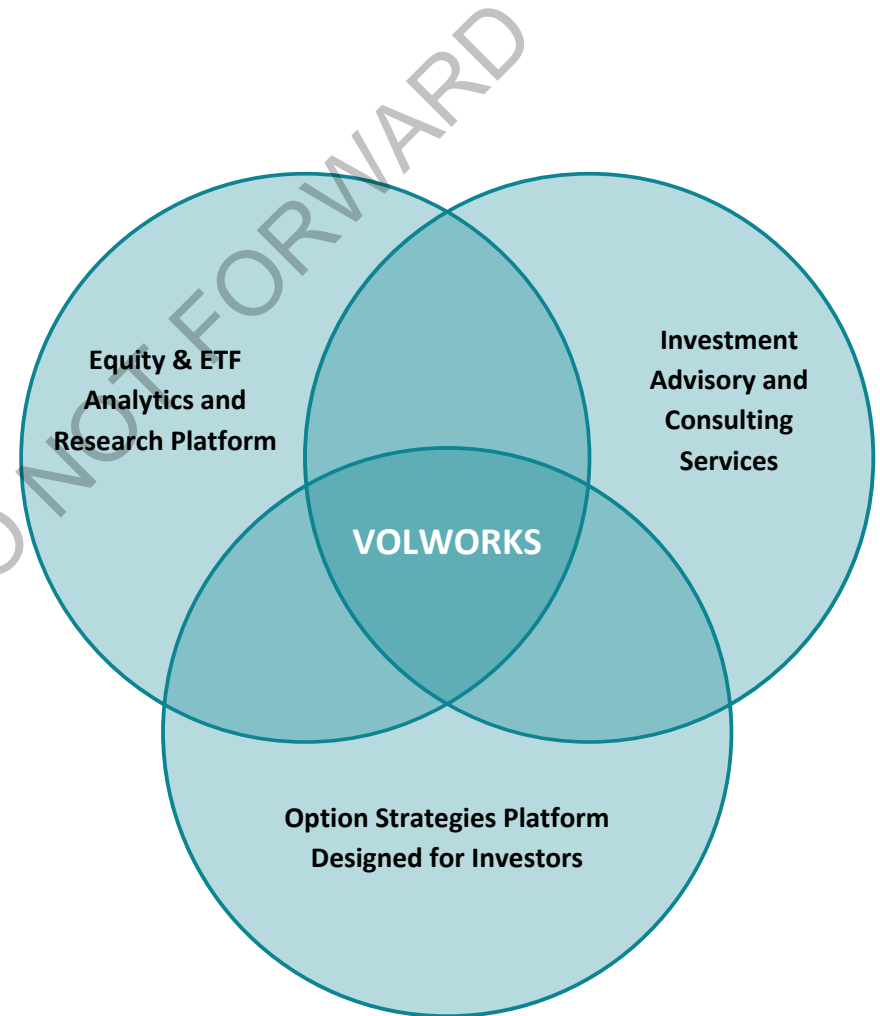 DO NOT FORWARD
Equity & ETF
Analytics and
Research Platform
Investment
Advisory and
Consulting
Services
VOLWORKS
Option Strategies Platform
Designed for Investors